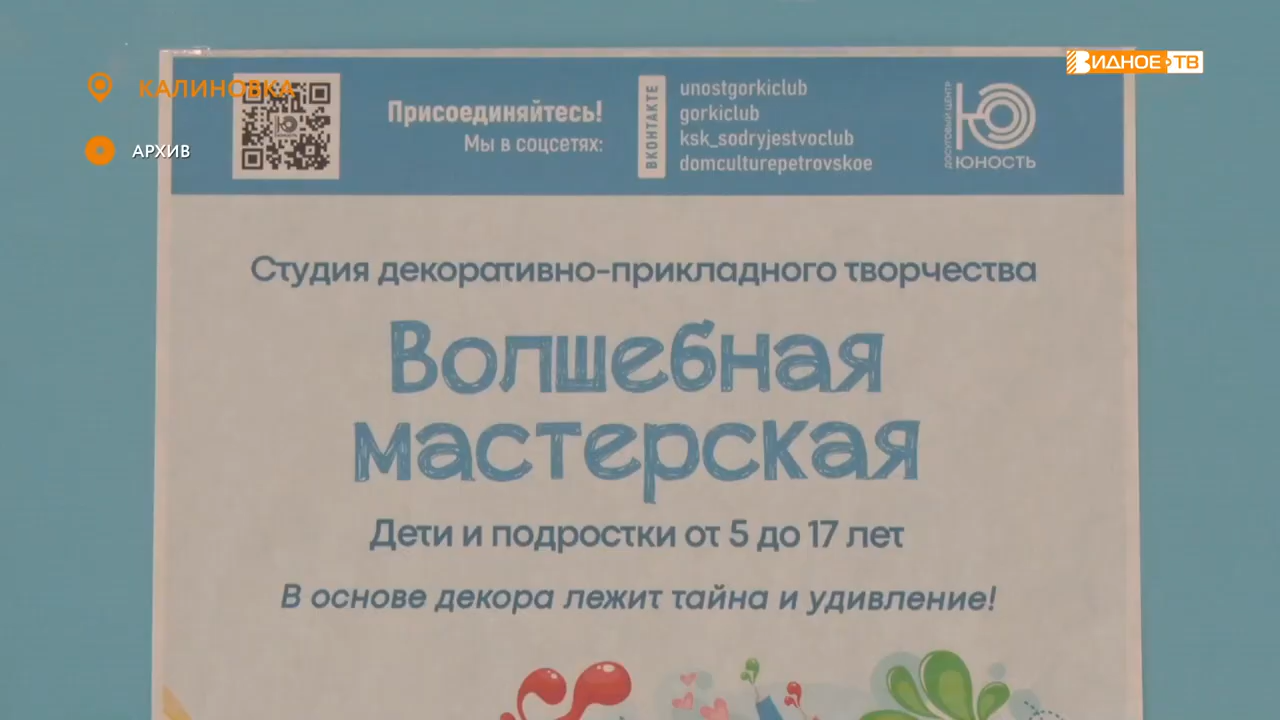 ВИДНОЕ-ТВ
КАЛИНОВКА
АРХИВ
Присоединяйтесь!
Мы в соцсетях:
ВКОНТАКТЕ
unostgorkiclub
gorkiclub
ksk_sodryjestvoclub
domculturepetrovskoe
ДОСУГОВЫЙ ЦЕНТР
ЮНОСТЬ
Студия декоративно-прикладного творчества
Волшебная
мастерская
Дети и подростки от 5 до 17 лет
В основе декора лежит тайна и удивление!